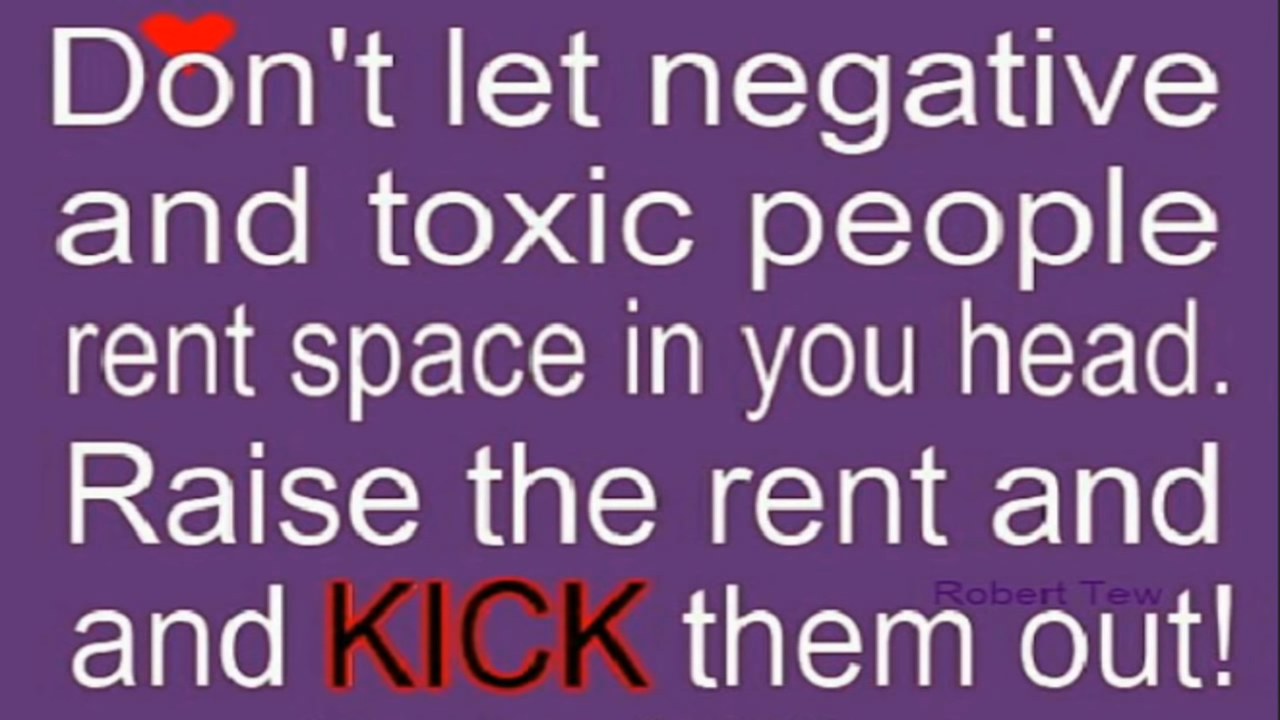 Don't let negative
and toxic people
rent space in you head.
Raise the rent and
Robert Tew
and KICK them out!